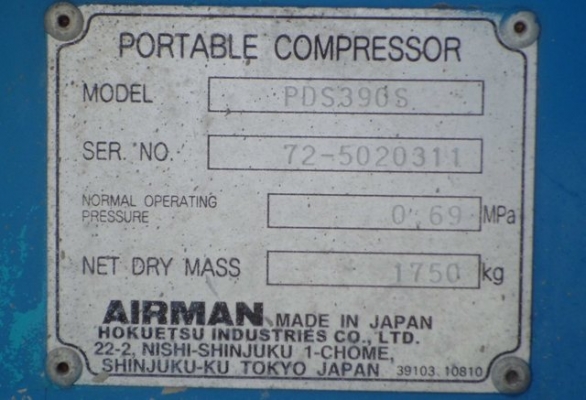 PORTABLE COMPRESSOR
MODEL PDS390S
SER. NO. 72-5020311
NORMAL OPERATING
PRESSURE 0.69 MPa
NET DRY MASS 1750 kg
AIRMAN MADE IN JAPAN
HOKUETSU INDUSTRIES CO., LTD.
22-2, NISHI-SHINJUKU 1-CHOME,
SHINJUKU-KU TOKYO JAPAN 39103 10810